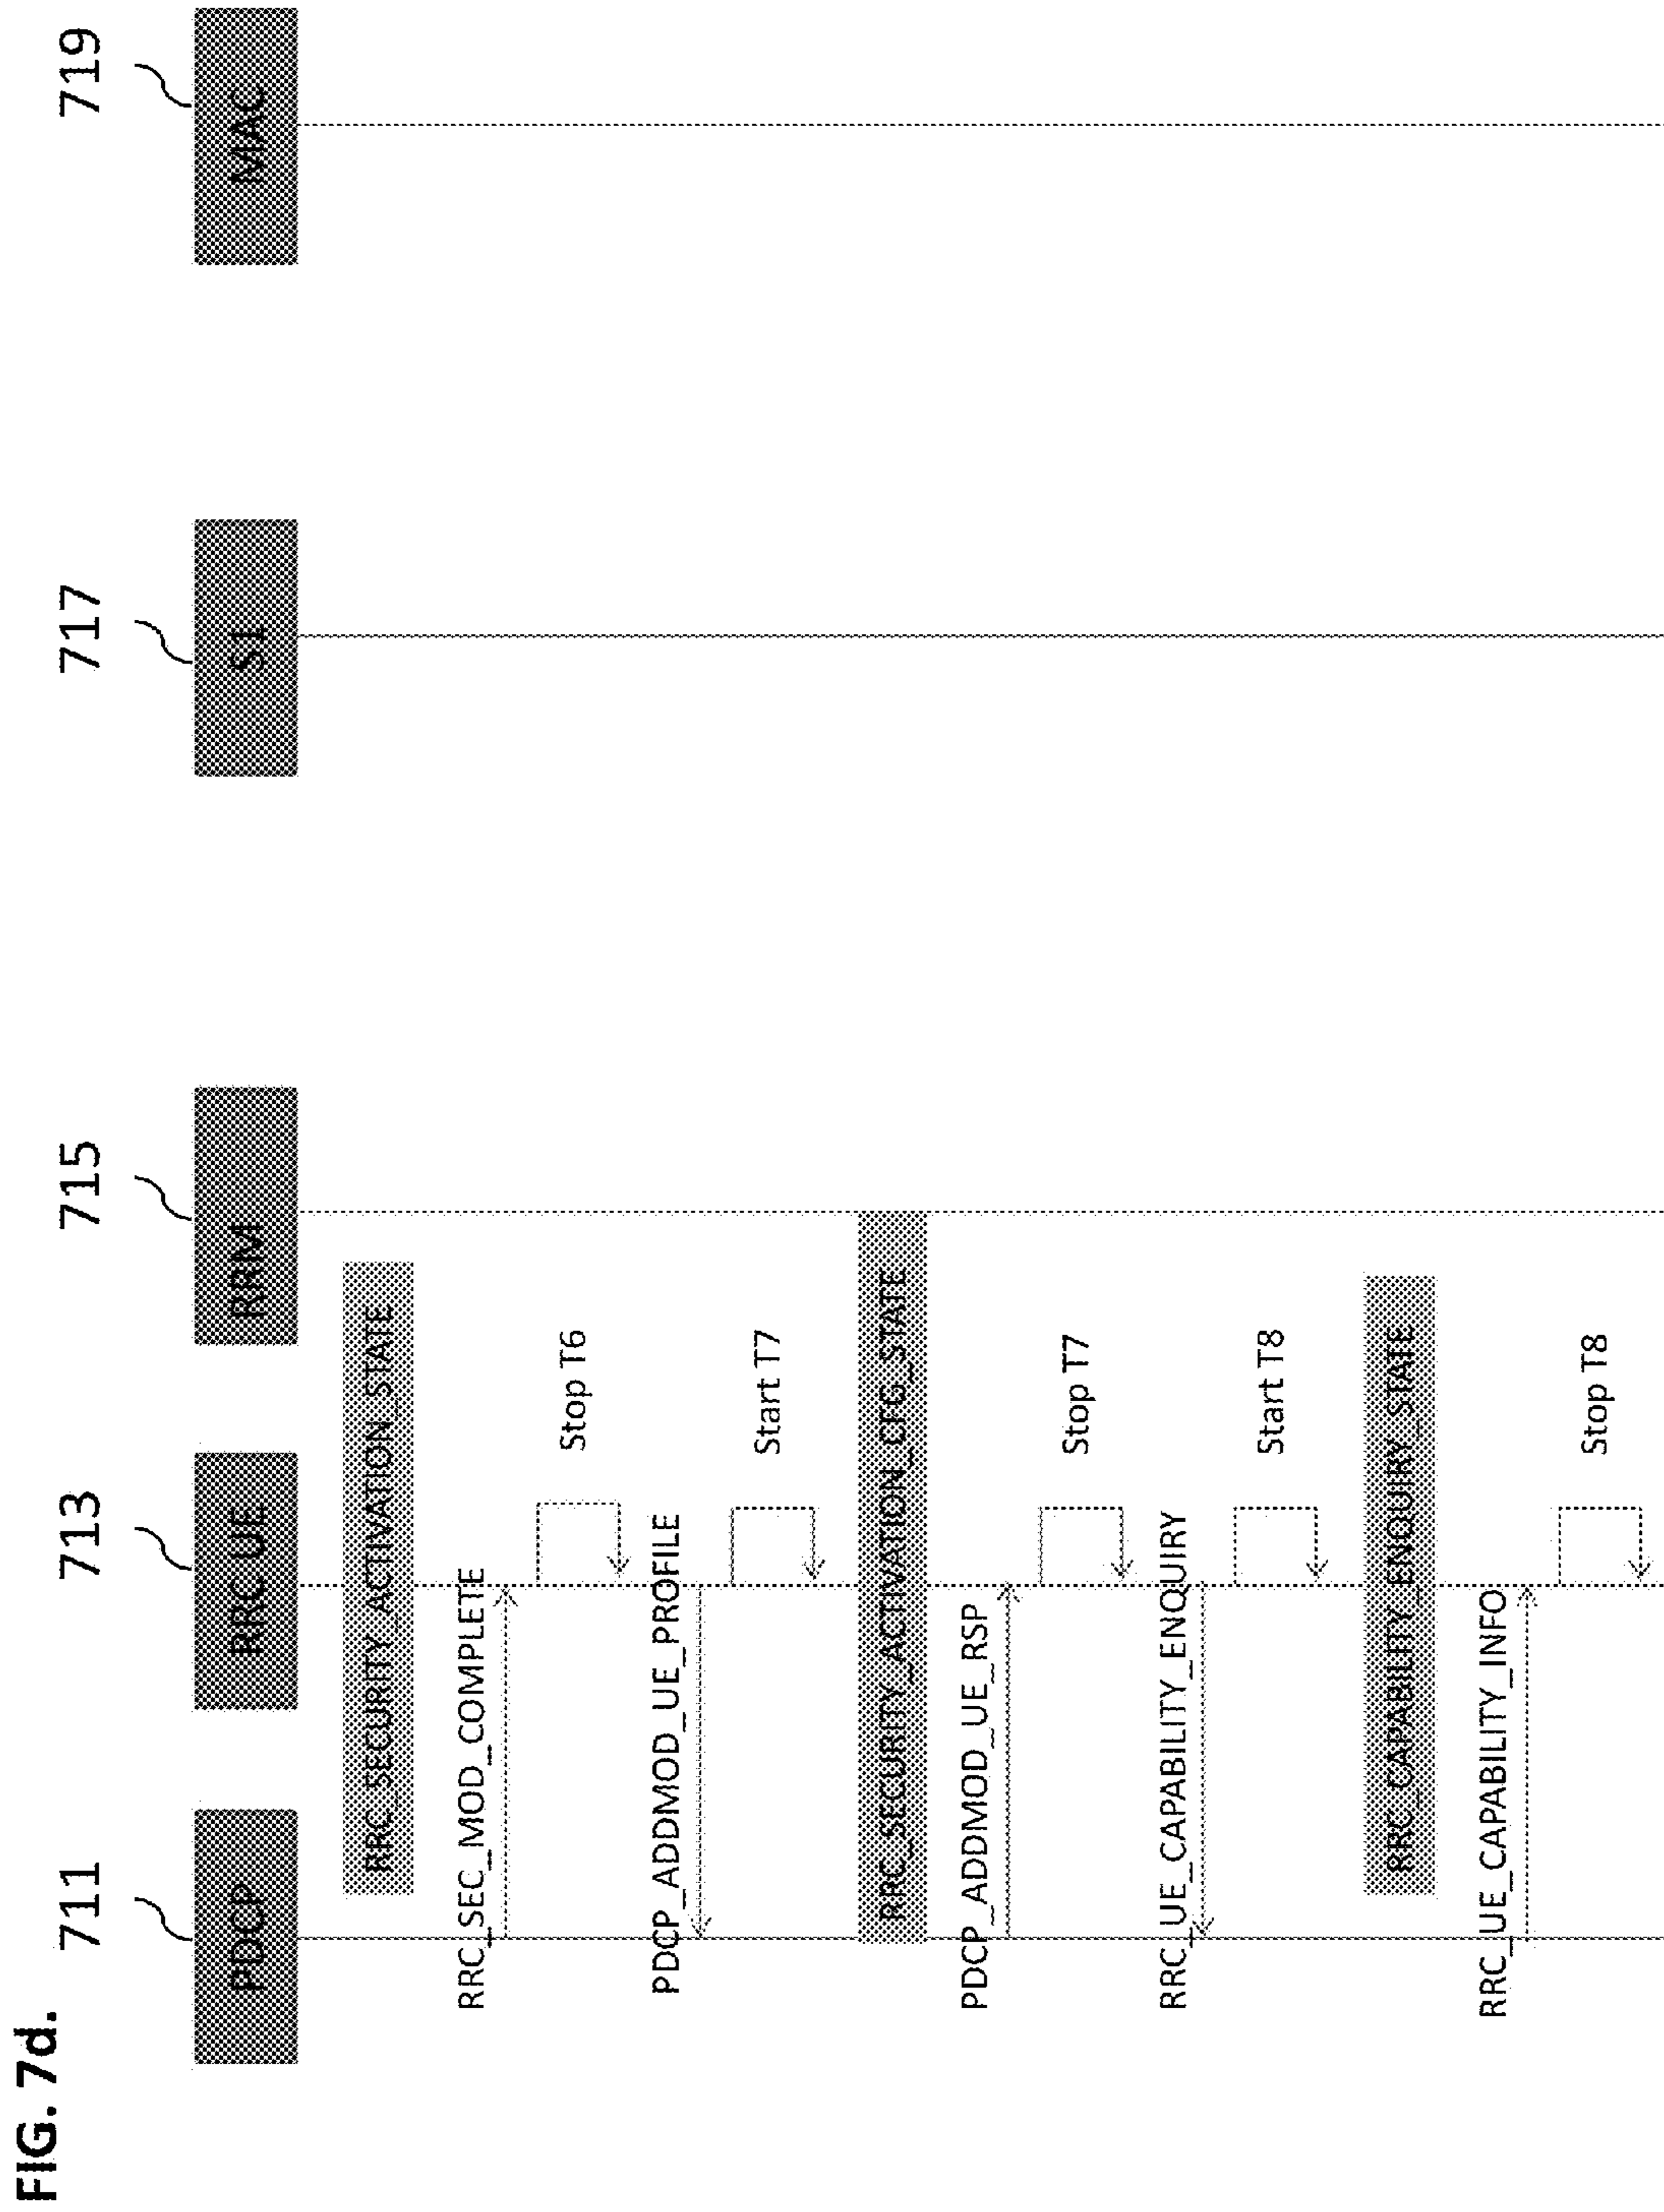 FIG. 7d.
711
713
715
717
719
PDCP
RRC UE
RRM
S1
MAC
RRC_SECURITY_ACTIVATION_STATE
RRC_SEC_MOD_COMPLETE
Stop T6
PDCP_ADDMOD_UE_PROFILE
Start T7
RRC_SECURITY_ACTIVATION_CFG_STATE
PDCP_ADDMOD_UE_RSP
Stop T7
RRC_UE_CAPABILITY_ENQUIRY
Start T8
RRC_CAPABILITY_ENQUIRY_STATE
RRC_UE_CAPABILITY_INFO
Stop T8